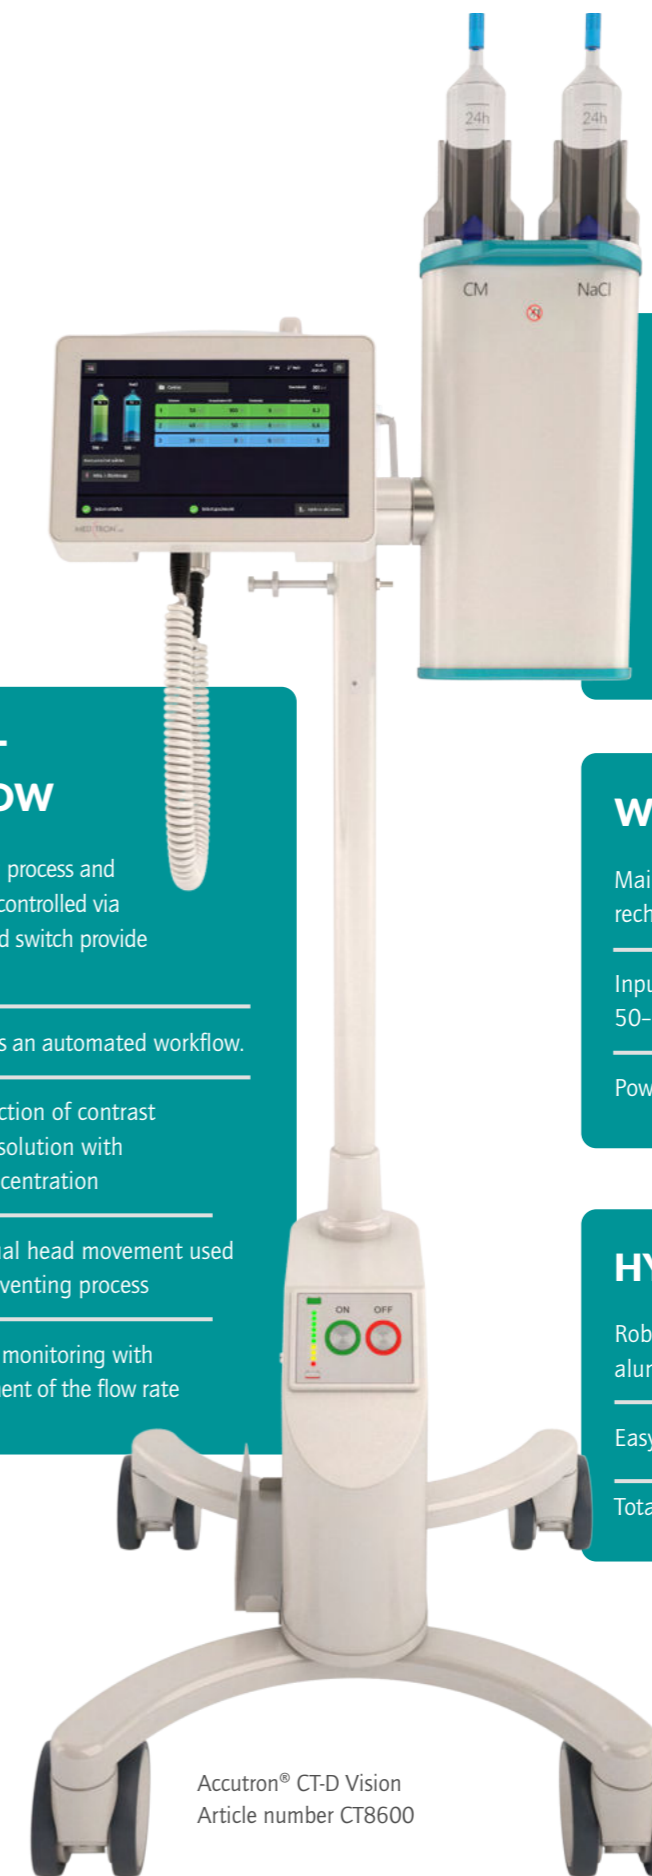 24h
24h
CM
NaCl
MEDTRON
-
OW
process and
controlled via
d switch provide
s an automated workflow.
ction of contrast
solution with
centration
al head movement used
venting process
monitoring with
ent of the flow rate
W
Mai
rech
Inpu
50–
Pow
HY
Rob
alur
Easy
Tota
ON
OFF
Accutron® CT-D Vision
Article number CT8600